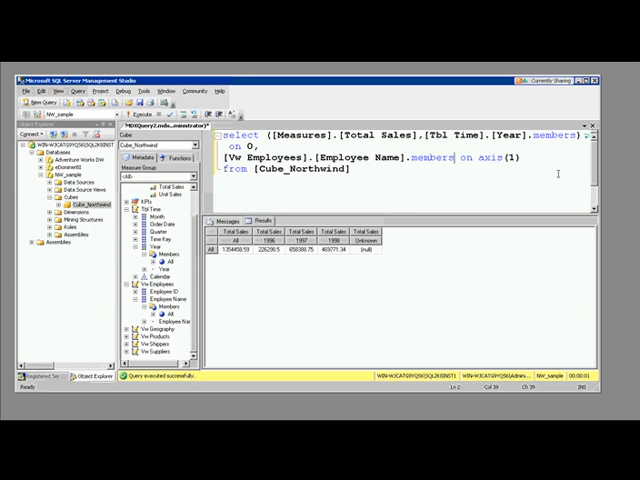 Microsoft SQL Server Management Studio
Currently Sharing
File Edit View Query Project Debug Tools Window Community Help
New Query
NW_sample
Execute
Object Explorer
Connect
Databases
Adventure Works DW
NW_sample
Data Sources
Data Source Views
Cubes
Cube_Northwind
Dimensions
Mining Structures
Roles
Assemblies
Assemblies
Registered Ser...
Object Explorer
MDXQuery2.mdx...ministrator)*
Cube:
Cube_Northwind
Metadata
Functions
Measure Group:
<All>
Total Sales
Unit Sales
KPIs
Tbl Time
Month
Order Date
Quarter
Time Key
Year
Members
All
Year
Calendar
Vw Employees
Employee ID
Employee Name
Members
All
Employee Nar
Vw Geography
Vw Products
Vw Shippers
Vw Suppliers
select ([Measures].[Total Sales],[Tbl Time].[Year].members)
on 0,
[Vw Employees].[Employee Name].members on axis(1)
from [Cube_Northwind]
Messages
Results
Total Sales Total Sales Total Sales Total Sales Total Sales
All 1996 1997 1998 Unknown
All 1354458.59 226298.5 658388.75 469771.34 (null)
Query executed successfully.
NW_sample
00:00:01
Ready
Ln 2
Col 39
Ch 39
INS